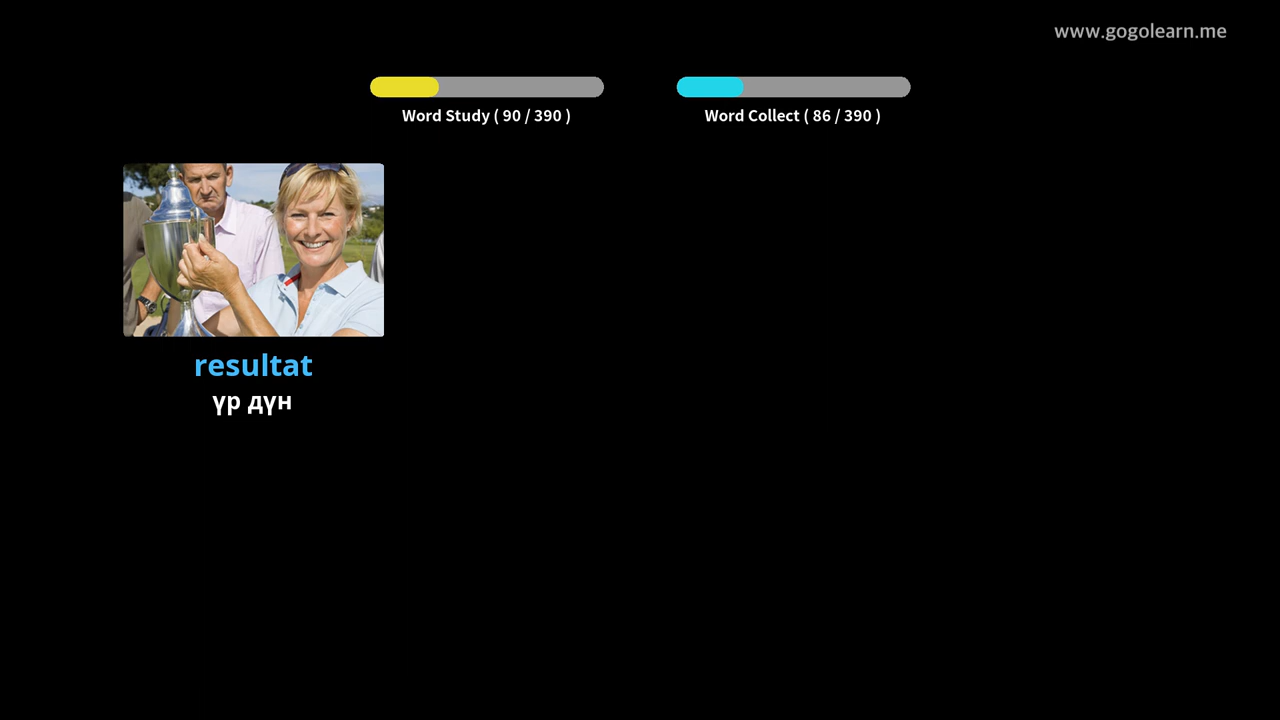 www.gogolearn.me
Word Study ( 90 / 390 )
Word Collect ( 86 / 390 )
resultat
үр дүн